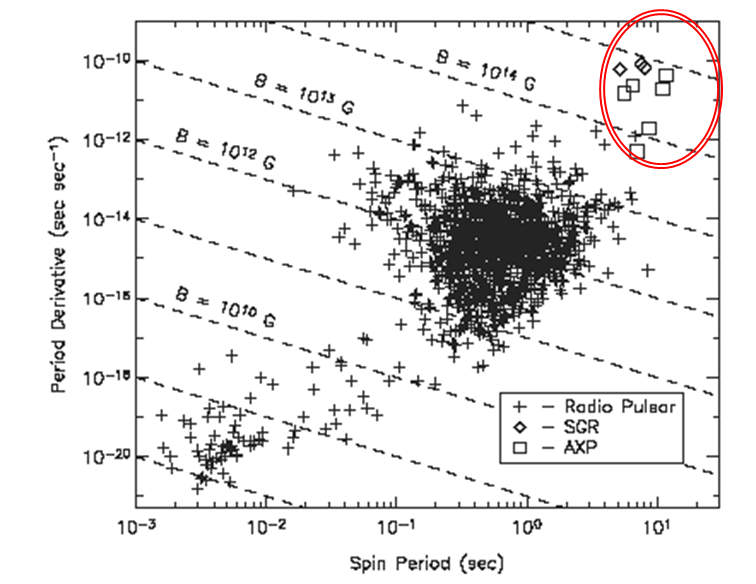 10⁻¹⁰
10⁻¹²
10⁻¹⁴
10⁻¹⁶
10⁻¹⁸
10⁻²⁰
Period Derivative (sec sec⁻¹)
B = 10¹⁴ G
B = 10¹³ G
B = 10¹² G
B = 10¹⁰ G
+ – Radio Pulsar
◇ – SGR
□ – AXP
10⁻³ 10⁻² 10⁻¹ 10⁰ 10¹
Spin Period (sec)